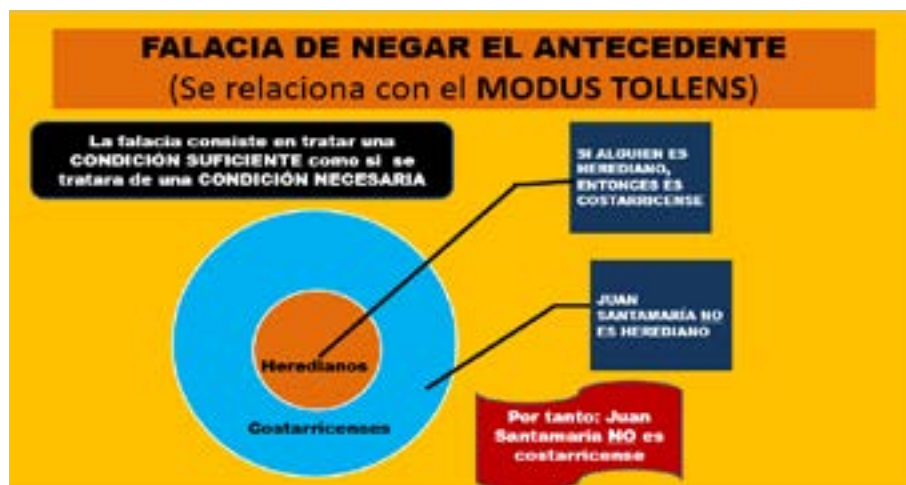 FALACIA DE NEGAR EL ANTECEDENTE
(Se relaciona con el MODUS TOLLENS)
La falacia consiste en tratar una
CONDICIÓN SUFICIENTE como si se
tratara de una CONDICIÓN NECESARIA
SI ALGUIEN ES
HEREDIANO,
ENTONCES ES
COSTARRICENSE
JUAN
SANTAMARÍA NO
ES HEREDIANO
Heredianos
Costarricenses
Por tanto: Juan
Santamaría NO es
costarricense